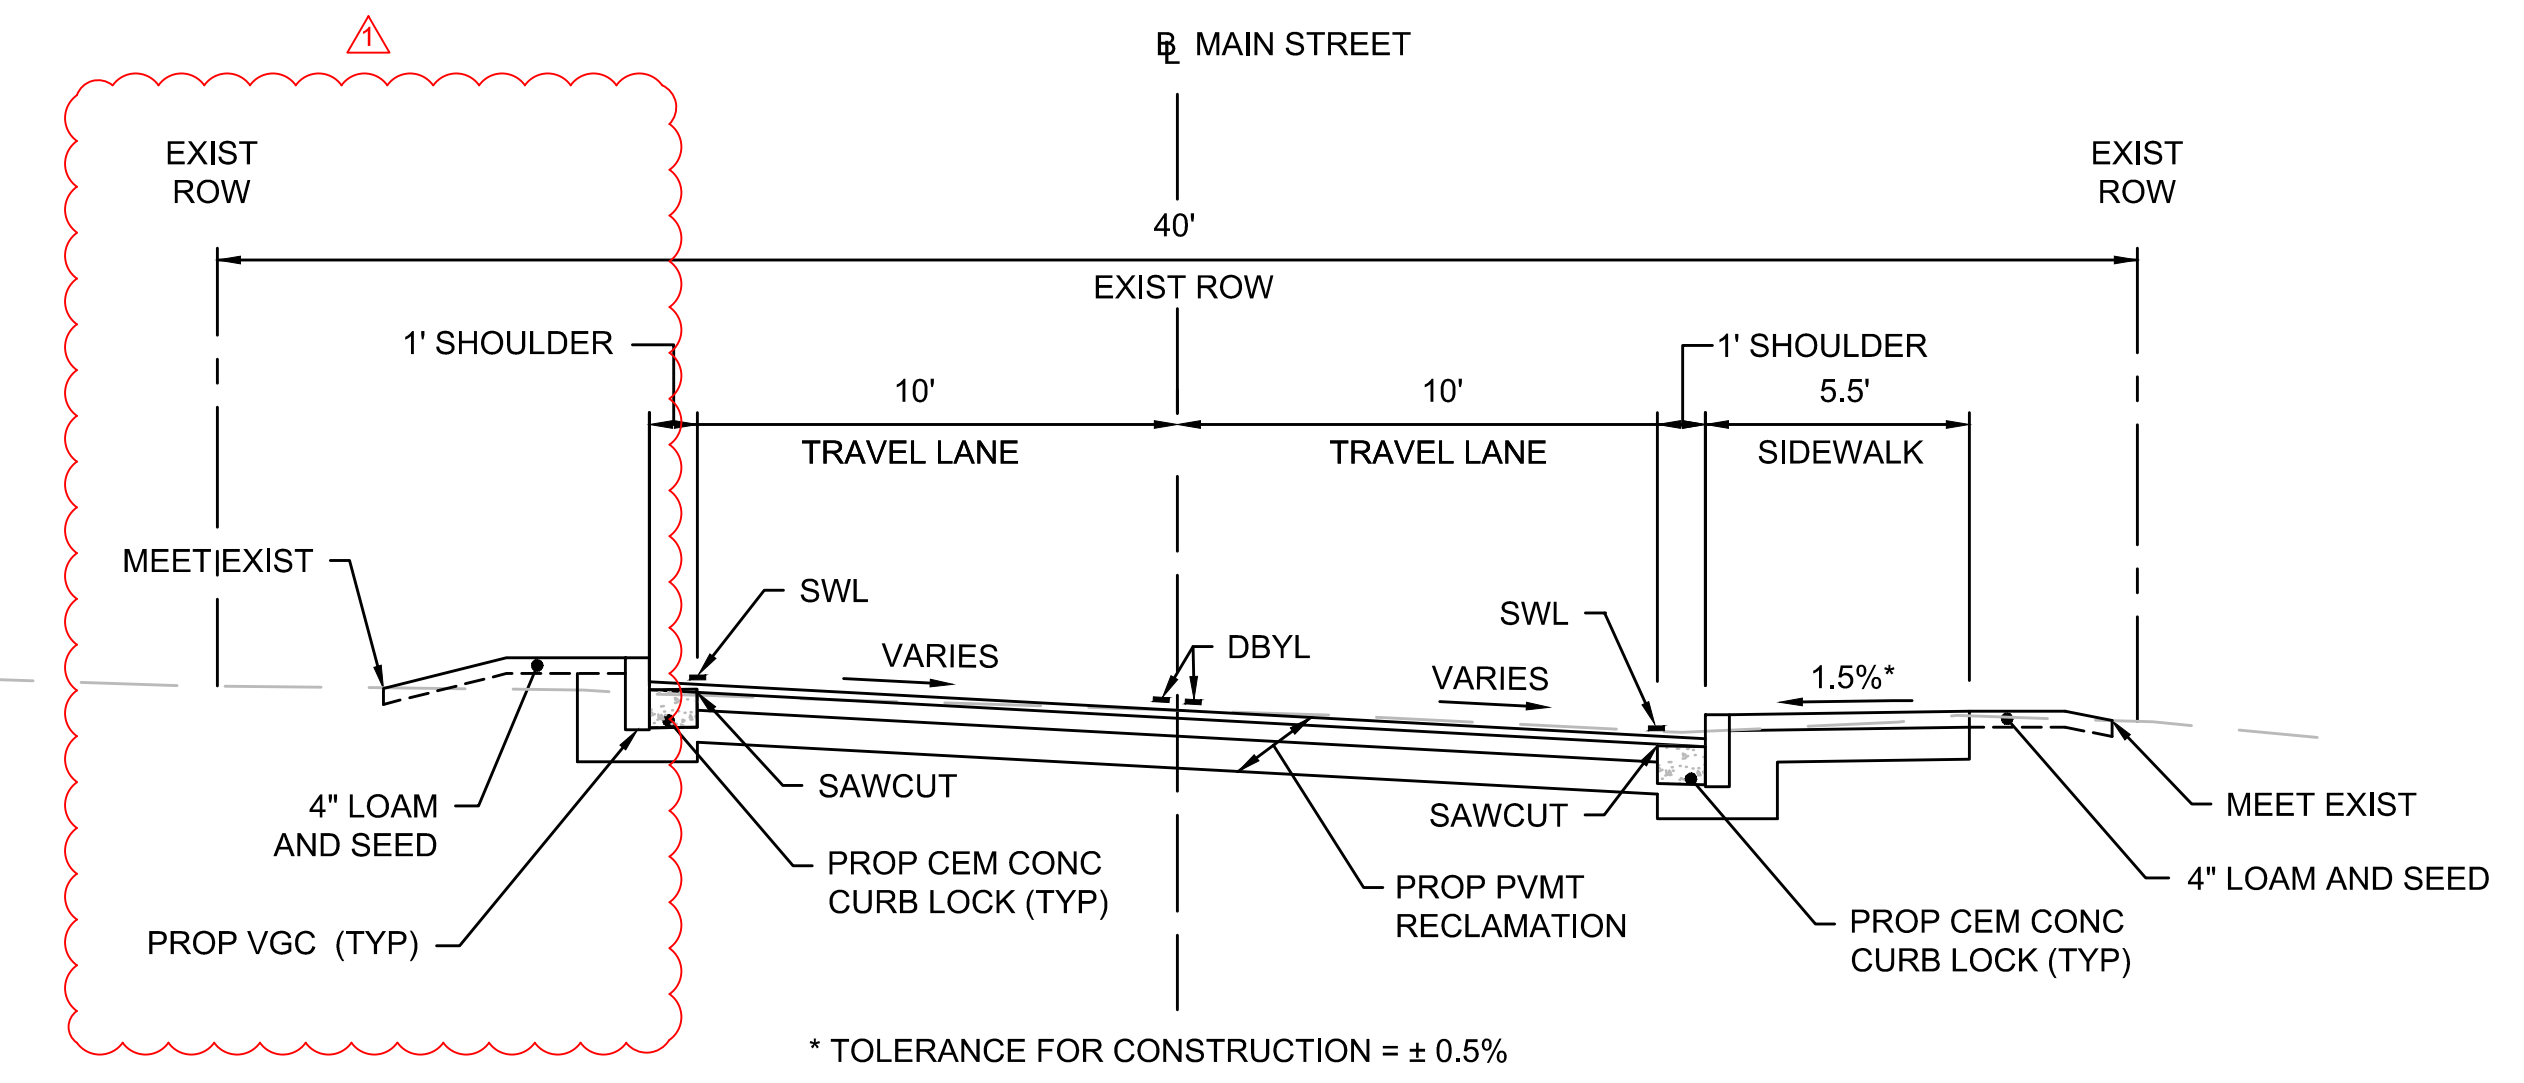 1
BL MAIN STREET
EXIST
ROW
EXIST
ROW
40'
EXIST ROW
1' SHOULDER
1' SHOULDER
10'
10'
5.5'
TRAVEL LANE
TRAVEL LANE
SIDEWALK
MEET EXIST
SWL
SWL
DBYL
VARIES
VARIES
1.5%*
SAWCUT
SAWCUT
4" LOAM
AND SEED
MEET EXIST
PROP CEM CONC
CURB LOCK (TYP)
PROP PVMT
RECLAMATION
4" LOAM AND SEED
PROP VGC (TYP)
PROP CEM CONC
CURB LOCK (TYP)
* TOLERANCE FOR CONSTRUCTION = ± 0.5%